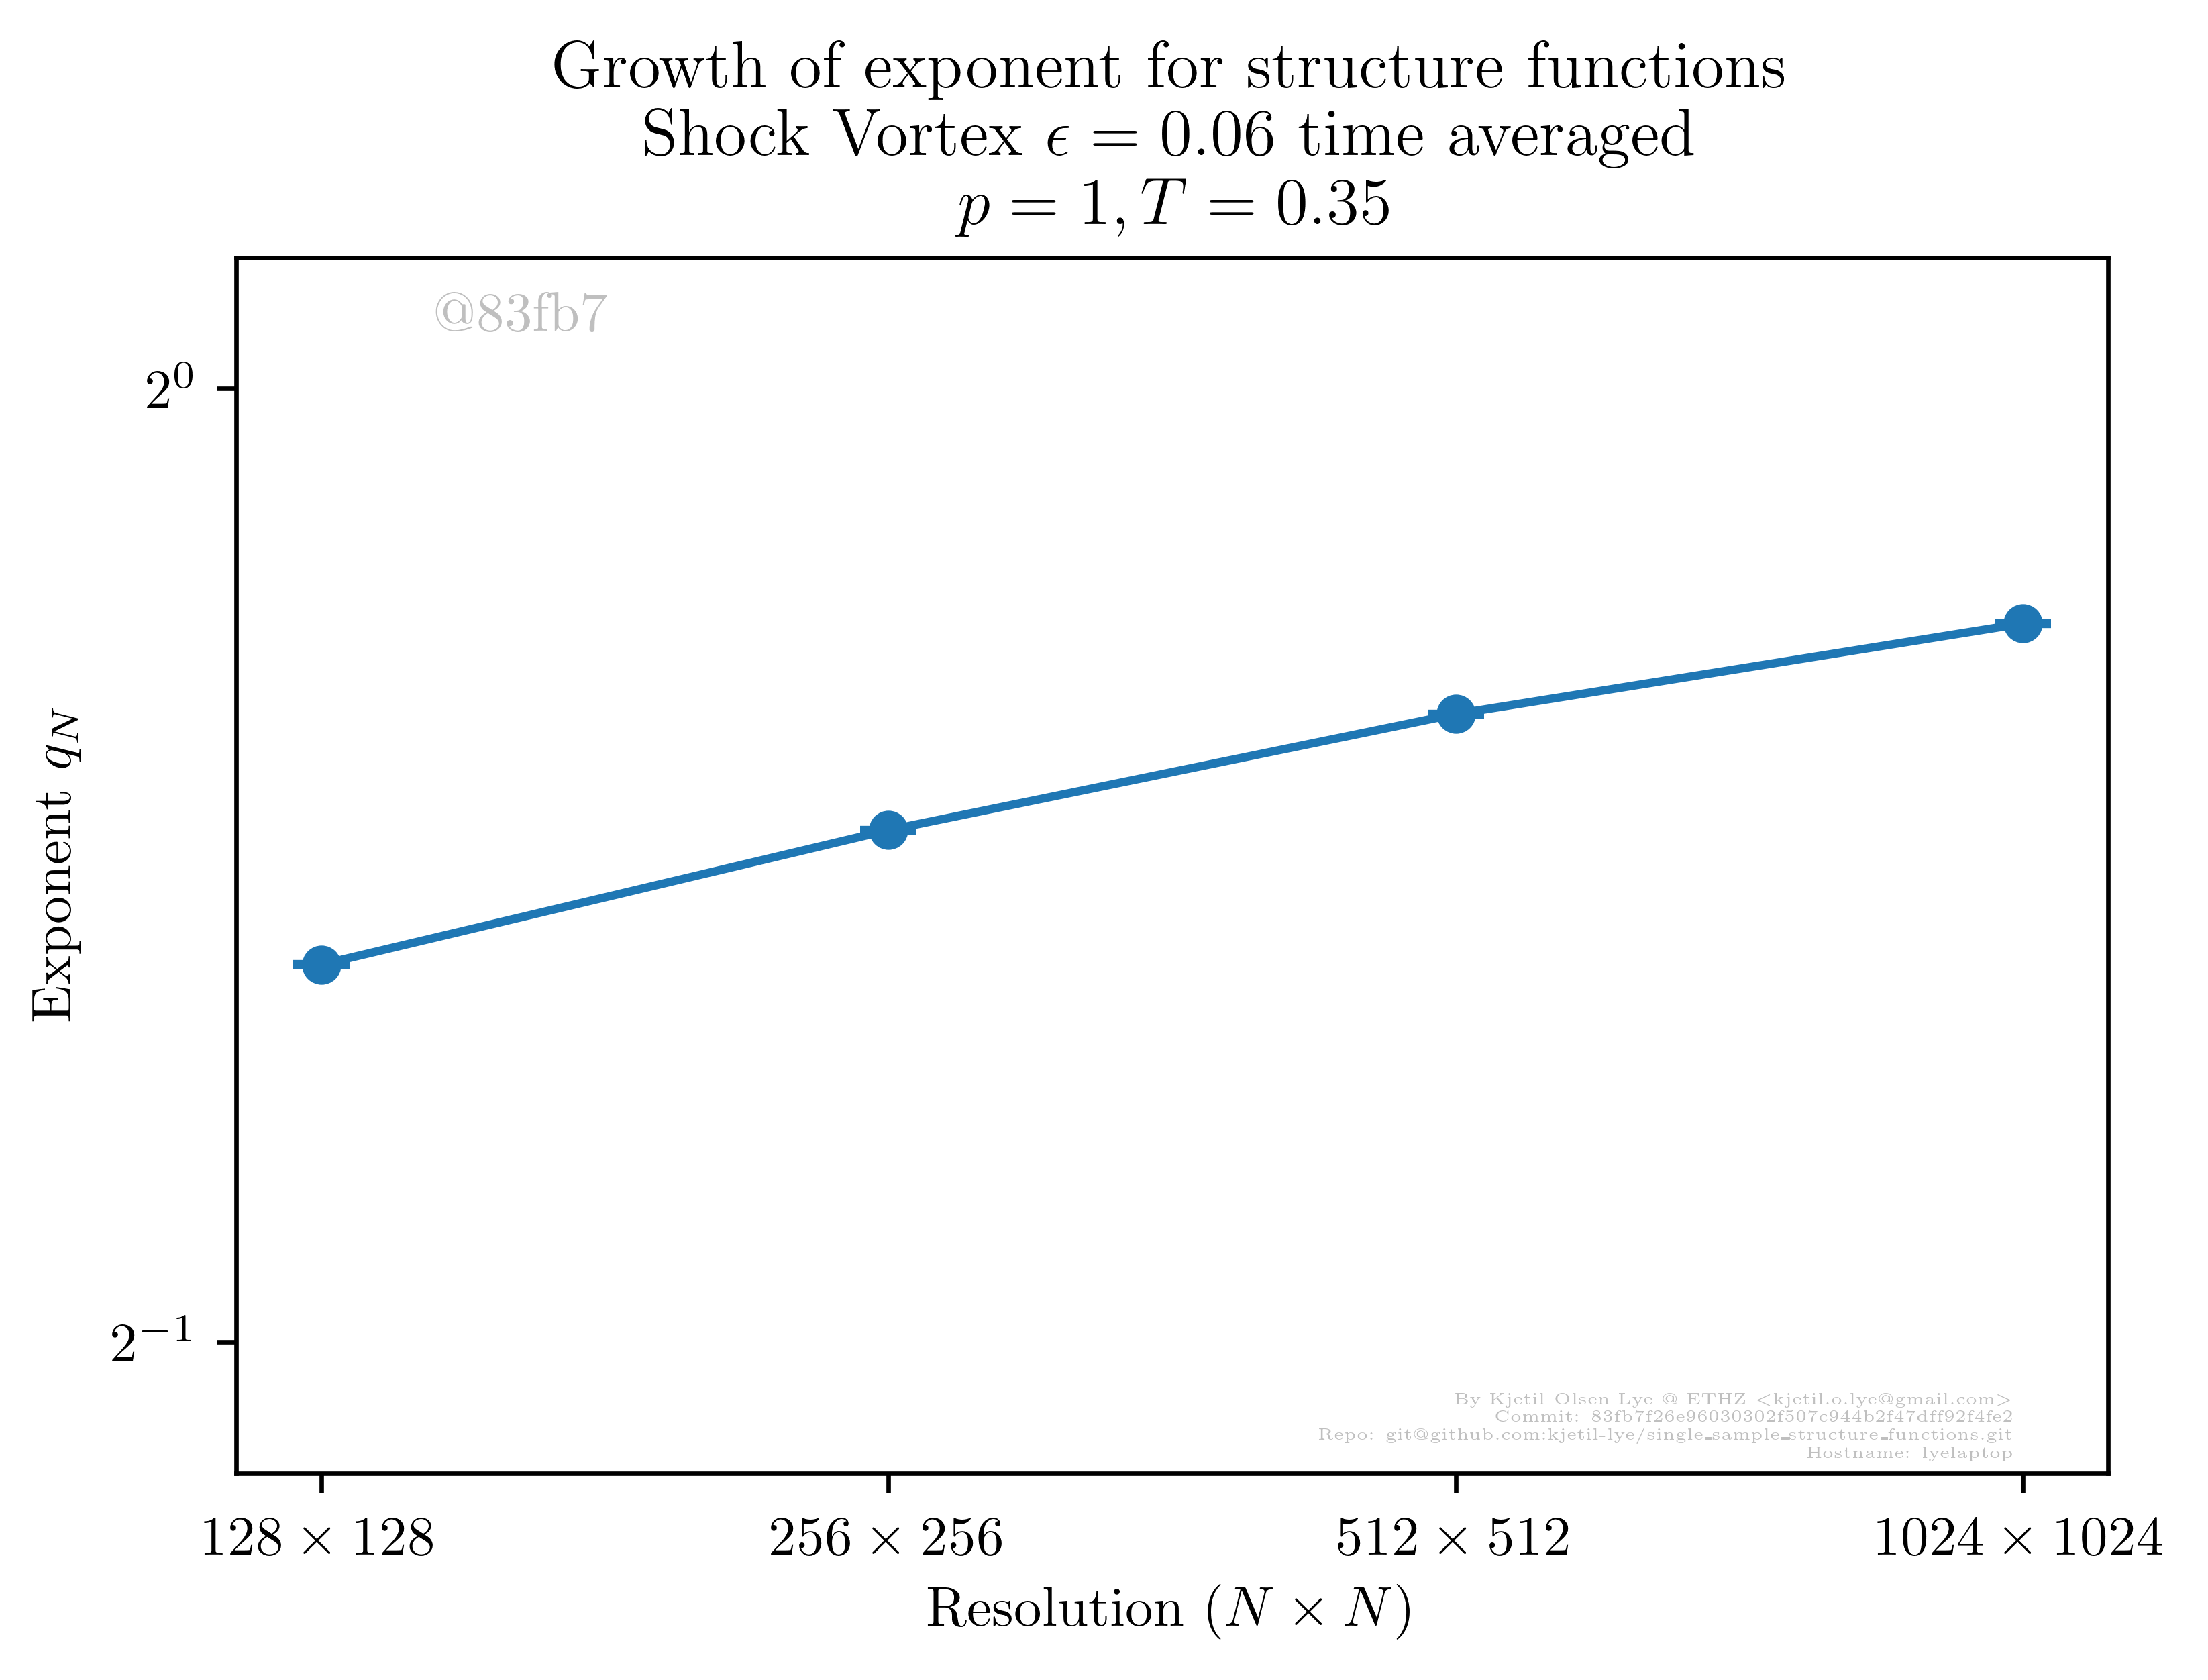 Growth of exponent for structure functions
Shock Vortex ϵ = 0.06 time averaged
p = 1, T = 0.35
@83fb7
2⁰
Exponent q_N
2⁻¹
By Kjetil Olsen Lye @ ETHZ <kjetil.o.lye@gmail.com>
Commit: 83fb7f26e96030302f507c944b2f47dff92f4fe2
Repo: git@github.com:kjetil-lye/single_sample_structure_functions.git
Hostname: lyelaptop
128 × 128 256 × 256 512 × 512 1024 × 1024
Resolution (N × N)